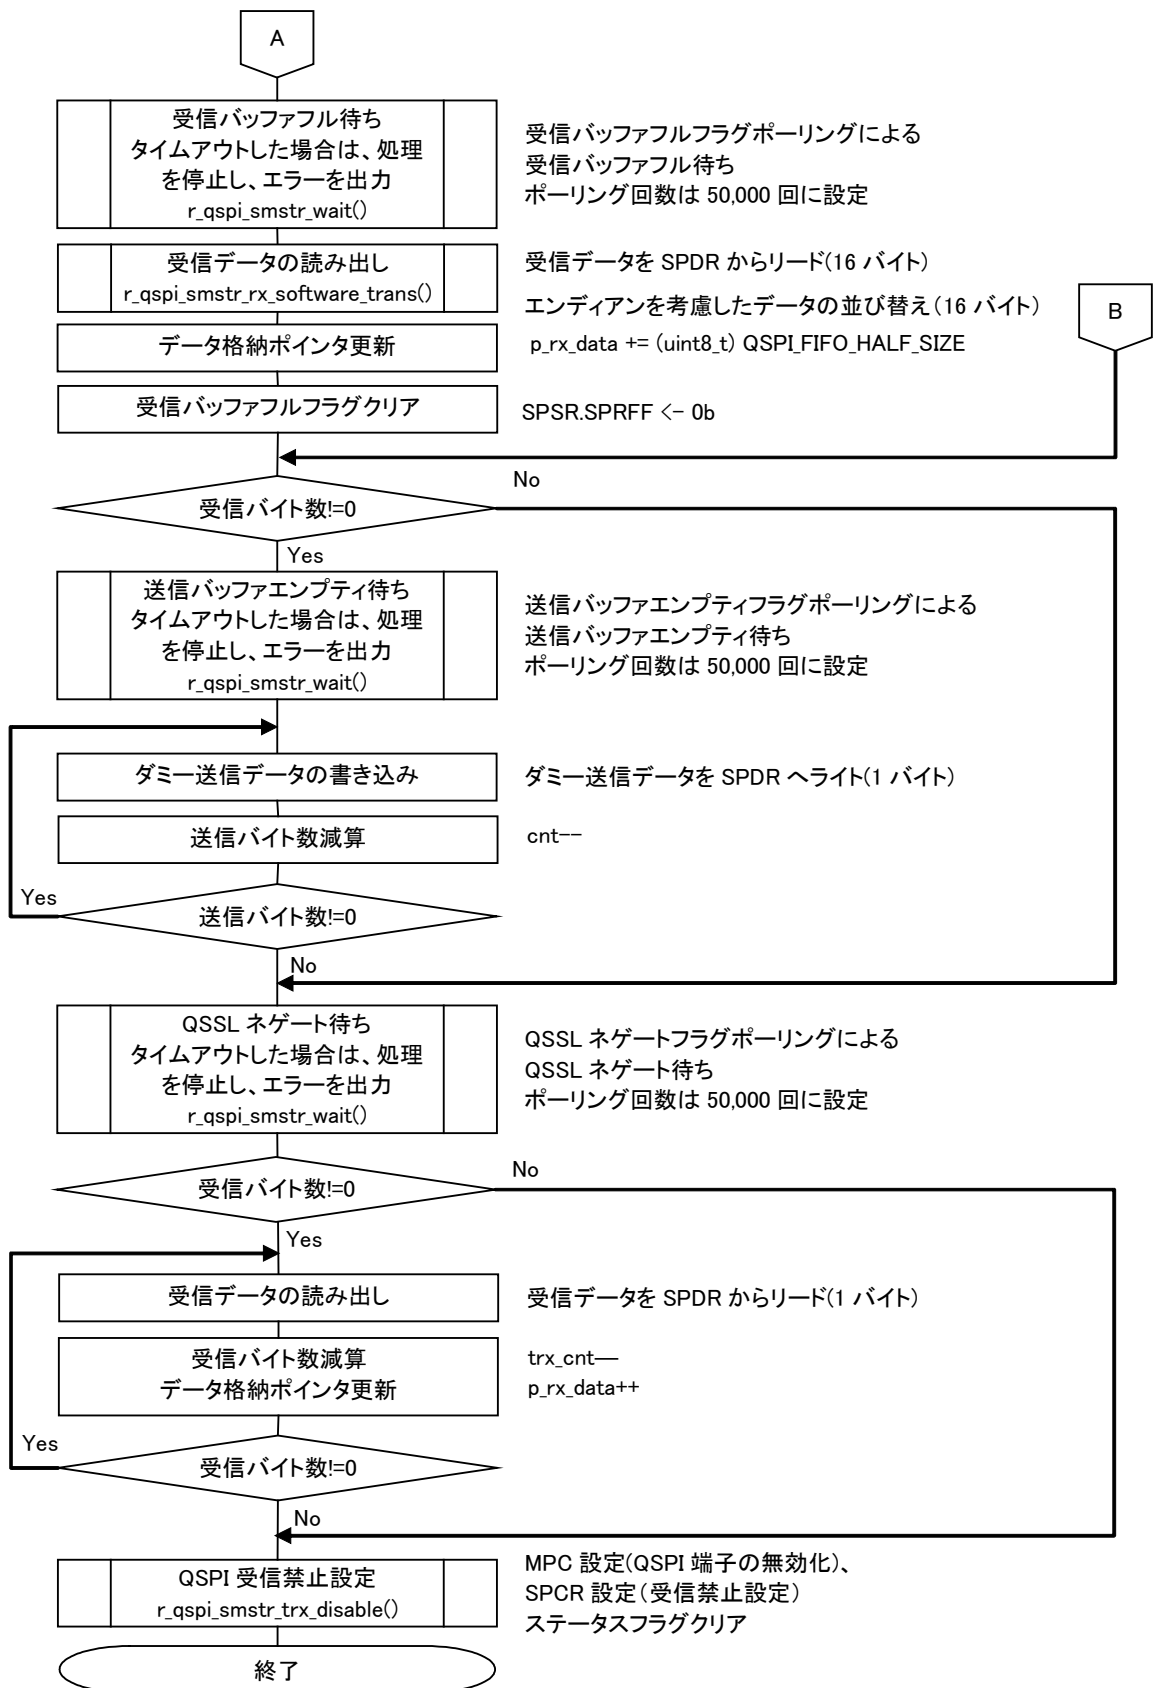 A
受信バッファフル待ち
タイムアウトした場合は、処理
を停止し、エラーを出力
r_qspi_smstr_wait()
受信バッファフルフラグポーリングによる
受信バッファフル待ち
ポーリング回数は 50,000 回に設定
受信データの読み出し
r_qspi_smstr_rx_software_trans()
受信データを SPDR からリード(16 バイト)
エンディアンを考慮したデータの並び替え(16 バイト)
B
データ格納ポインタ更新
p_rx_data += (uint8_t) QSPI_FIFO_HALF_SIZE
受信バッファフルフラグクリア
SPSR.SPRFF <- 0b
No
受信バイト数!=0
Yes
送信バッファエンプティ待ち
タイムアウトした場合は、処理
を停止し、エラーを出力
r_qspi_smstr_wait()
送信バッファエンプティフラグポーリングによる
送信バッファエンプティ待ち
ポーリング回数は 50,000 回に設定
ダミー送信データの書き込み
ダミー送信データを SPDR へライト(1 バイト)
送信バイト数減算
cnt--
Yes
送信バイト数!=0
No
QSSL ネゲート待ち
タイムアウトした場合は、処理
を停止し、エラーを出力
r_qspi_smstr_wait()
QSSL ネゲートフラグポーリングによる
QSSL ネゲート待ち
ポーリング回数は 50,000 回に設定
No
受信バイト数!=0
Yes
受信データの読み出し
受信データを SPDR からリード(1 バイト)
受信バイト数減算
データ格納ポインタ更新
trx_cnt—
p_rx_data++
Yes
受信バイト数!=0
No
QSPI 受信禁止設定
r_qspi_smstr_trx_disable()
MPC 設定(QSPI 端子の無効化)、
SPCR 設定(受信禁止設定)
ステータスフラグクリア
終了